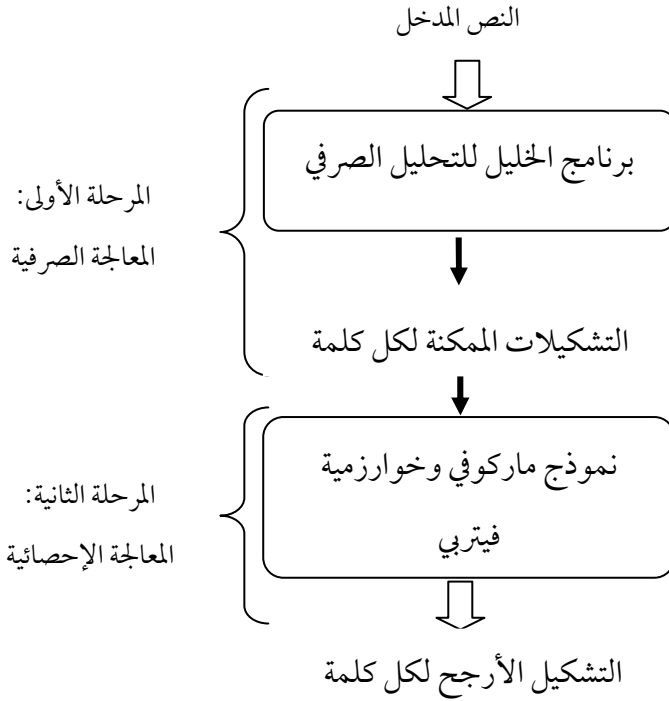 النص المدخل
برنامج الخليل للتحليل الصرفي
المرحلة الأولى:
المعالجة الصرفية
التشكيلات الممكنة لكل كلمة
نموذج ماركوفي وخوارزمية
فيتربي
المرحلة الثانية:
المعالجة الإحصائية
التشكيل الأرجح لكل كلمة